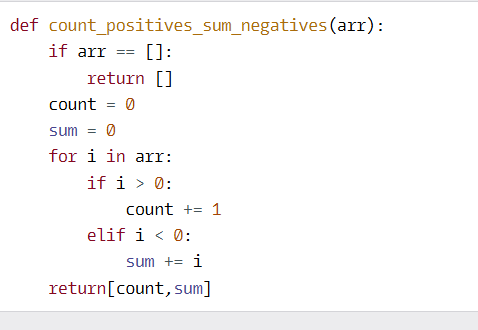 def count_positives_sum_negatives(arr):
    if arr == []:
        return []
    count = 0
    sum = 0
    for i in arr:
        if i > 0:
            count += 1
        elif i < 0:
            sum += i
    return[count,sum]